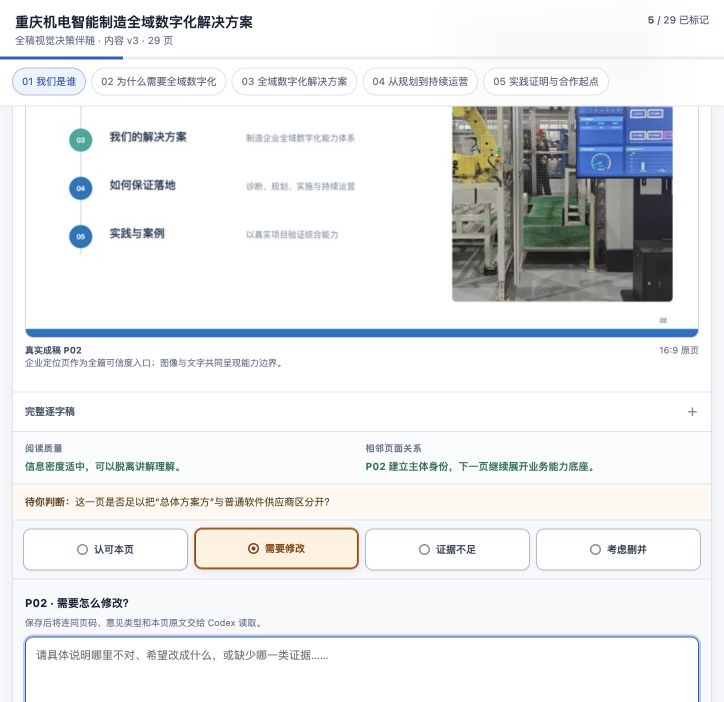 重庆机电智能制造全域数字化解决方案
5 / 29 已标记
全稿视觉决策伴随 · 内容 v3 · 29 页
01 我们是谁
02 为什么需要全域数字化
03 全域数字化解决方案
04 从规划到持续运营
05 实践证明与合作起点
03 我们的解决方案 制造企业全域数字化能力体系
04 如何保证落地 诊断、规划、实施与持续运营
05 实践与案例 以真实项目验证综合能力
02
真实成稿 P02
16:9 原页
企业定位页作为全篇可信度入口；图像与文字共同呈现能力边界。
完整逐字稿
+
阅读质量
相邻页面关系
信息密度适中，可以脱离讲解理解。
P02 建立主体身份，下一页继续展开业务能力底座。
待你判断：这一页是否足以把“总体方案方”与普通软件供应商区分开？
认可本页
需要修改
证据不足
考虑删并
P02 · 需要怎么修改？
保存后将连同页码、意见类型和本页原文交给 Codex 读取。
请具体说明哪里不对、希望改成什么，或缺少哪一类证据……